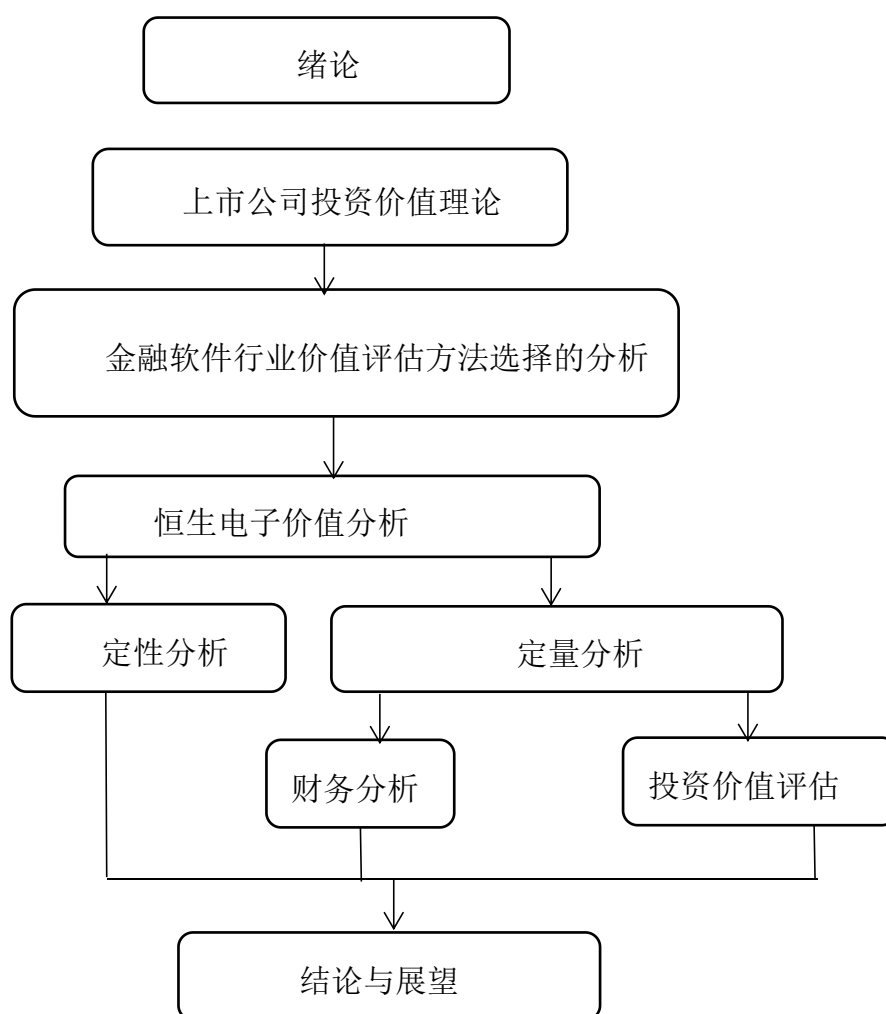 绪论
上市公司投资价值理论
金融软件行业价值评估方法选择的分析
恒生电子价值分析
定性分析
定量分析
财务分析
投资价值评估
结论与展望